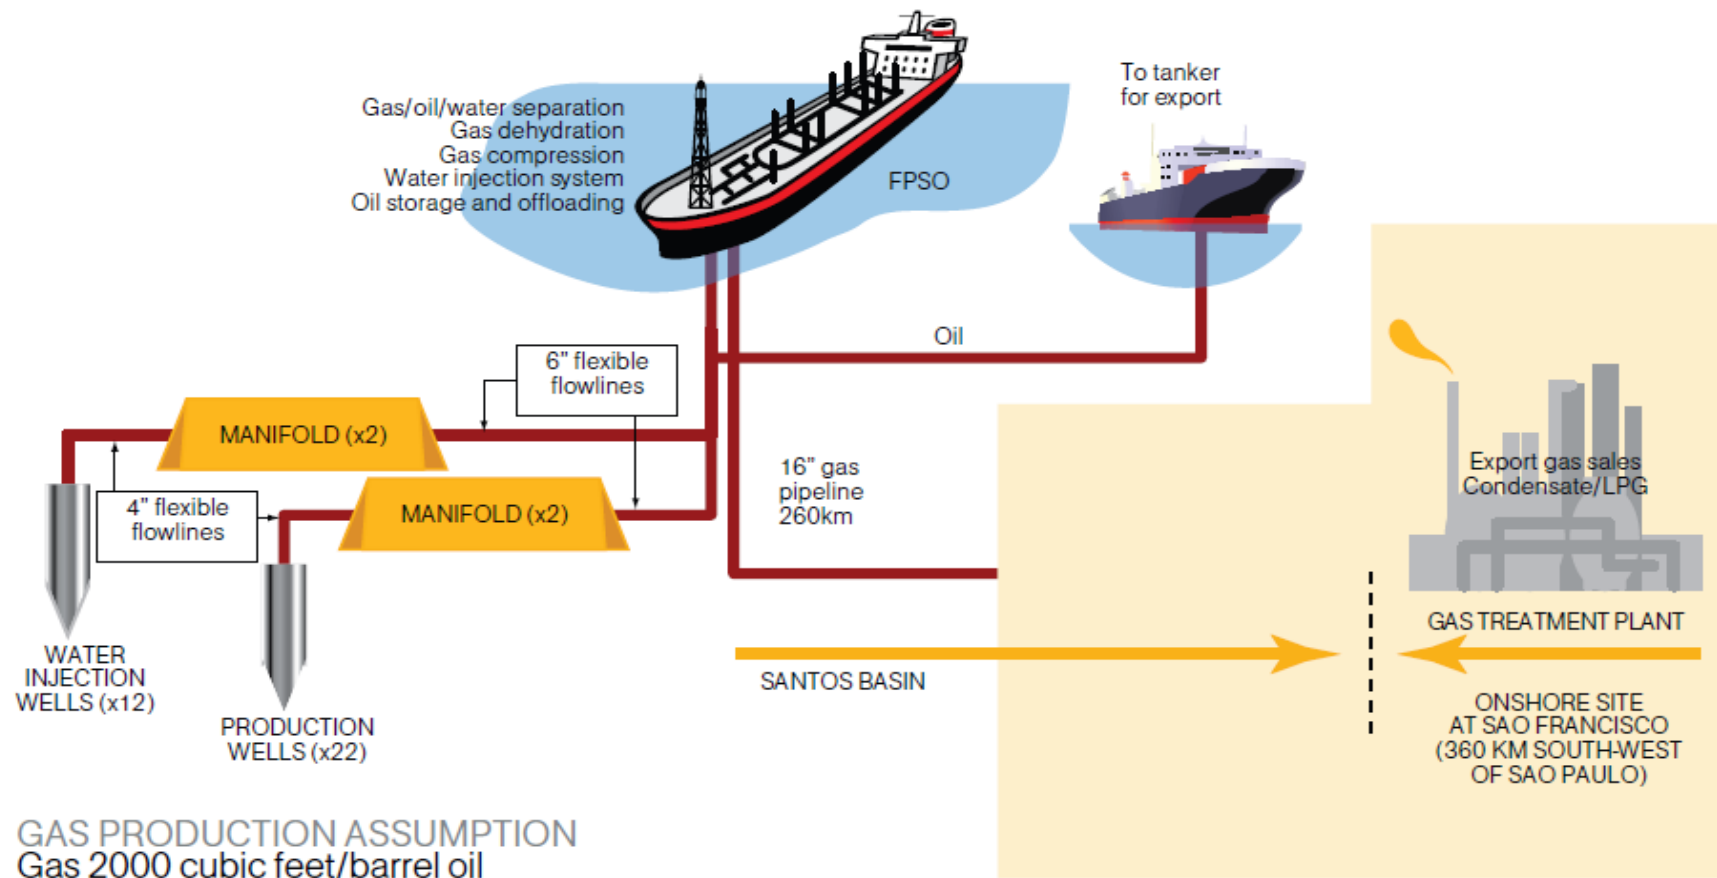 Gas/oil/water separation
Gas dehydration
Gas compression
Water injection system
Oil storage and offloading
FPSO
To tanker
for export
Oil
6" flexible
flowlines
MANIFOLD (x2)
4" flexible
flowlines
MANIFOLD (x2)
16" gas
pipeline
260km
Export gas sales
Condensate/LPG
GAS TREATMENT PLANT
WATER
INJECTION
WELLS (x12)
PRODUCTION
WELLS (x22)
SANTOS BASIN
ONSHORE SITE
AT SAO FRANCISCO
(360 KM SOUTH-WEST
OF SAO PAULO)
GAS PRODUCTION ASSUMPTION
Gas 2000 cubic feet/barrel oil